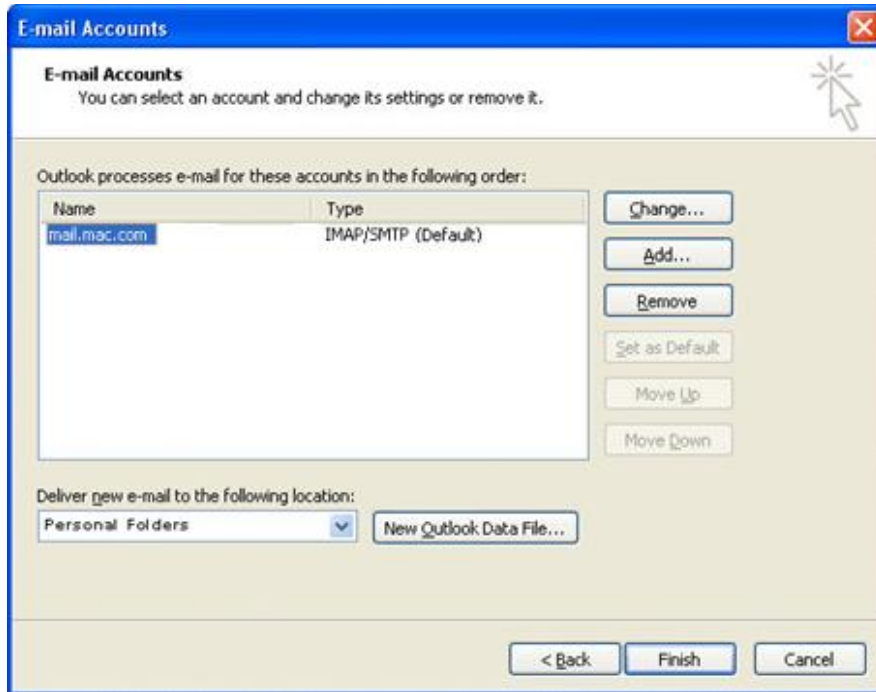 E-mail Accounts
E-mail Accounts
You can select an account and change its settings or remove it.
Outlook processes e-mail for these accounts in the following order:
Name Type
mail.mac.com IMAP/SMTP (Default)
Change...
Add...
Remove
Set as Default
Move Up
Move Down
Deliver new e-mail to the following location:
Personal Folders New Outlook Data File...
< Back Finish Cancel